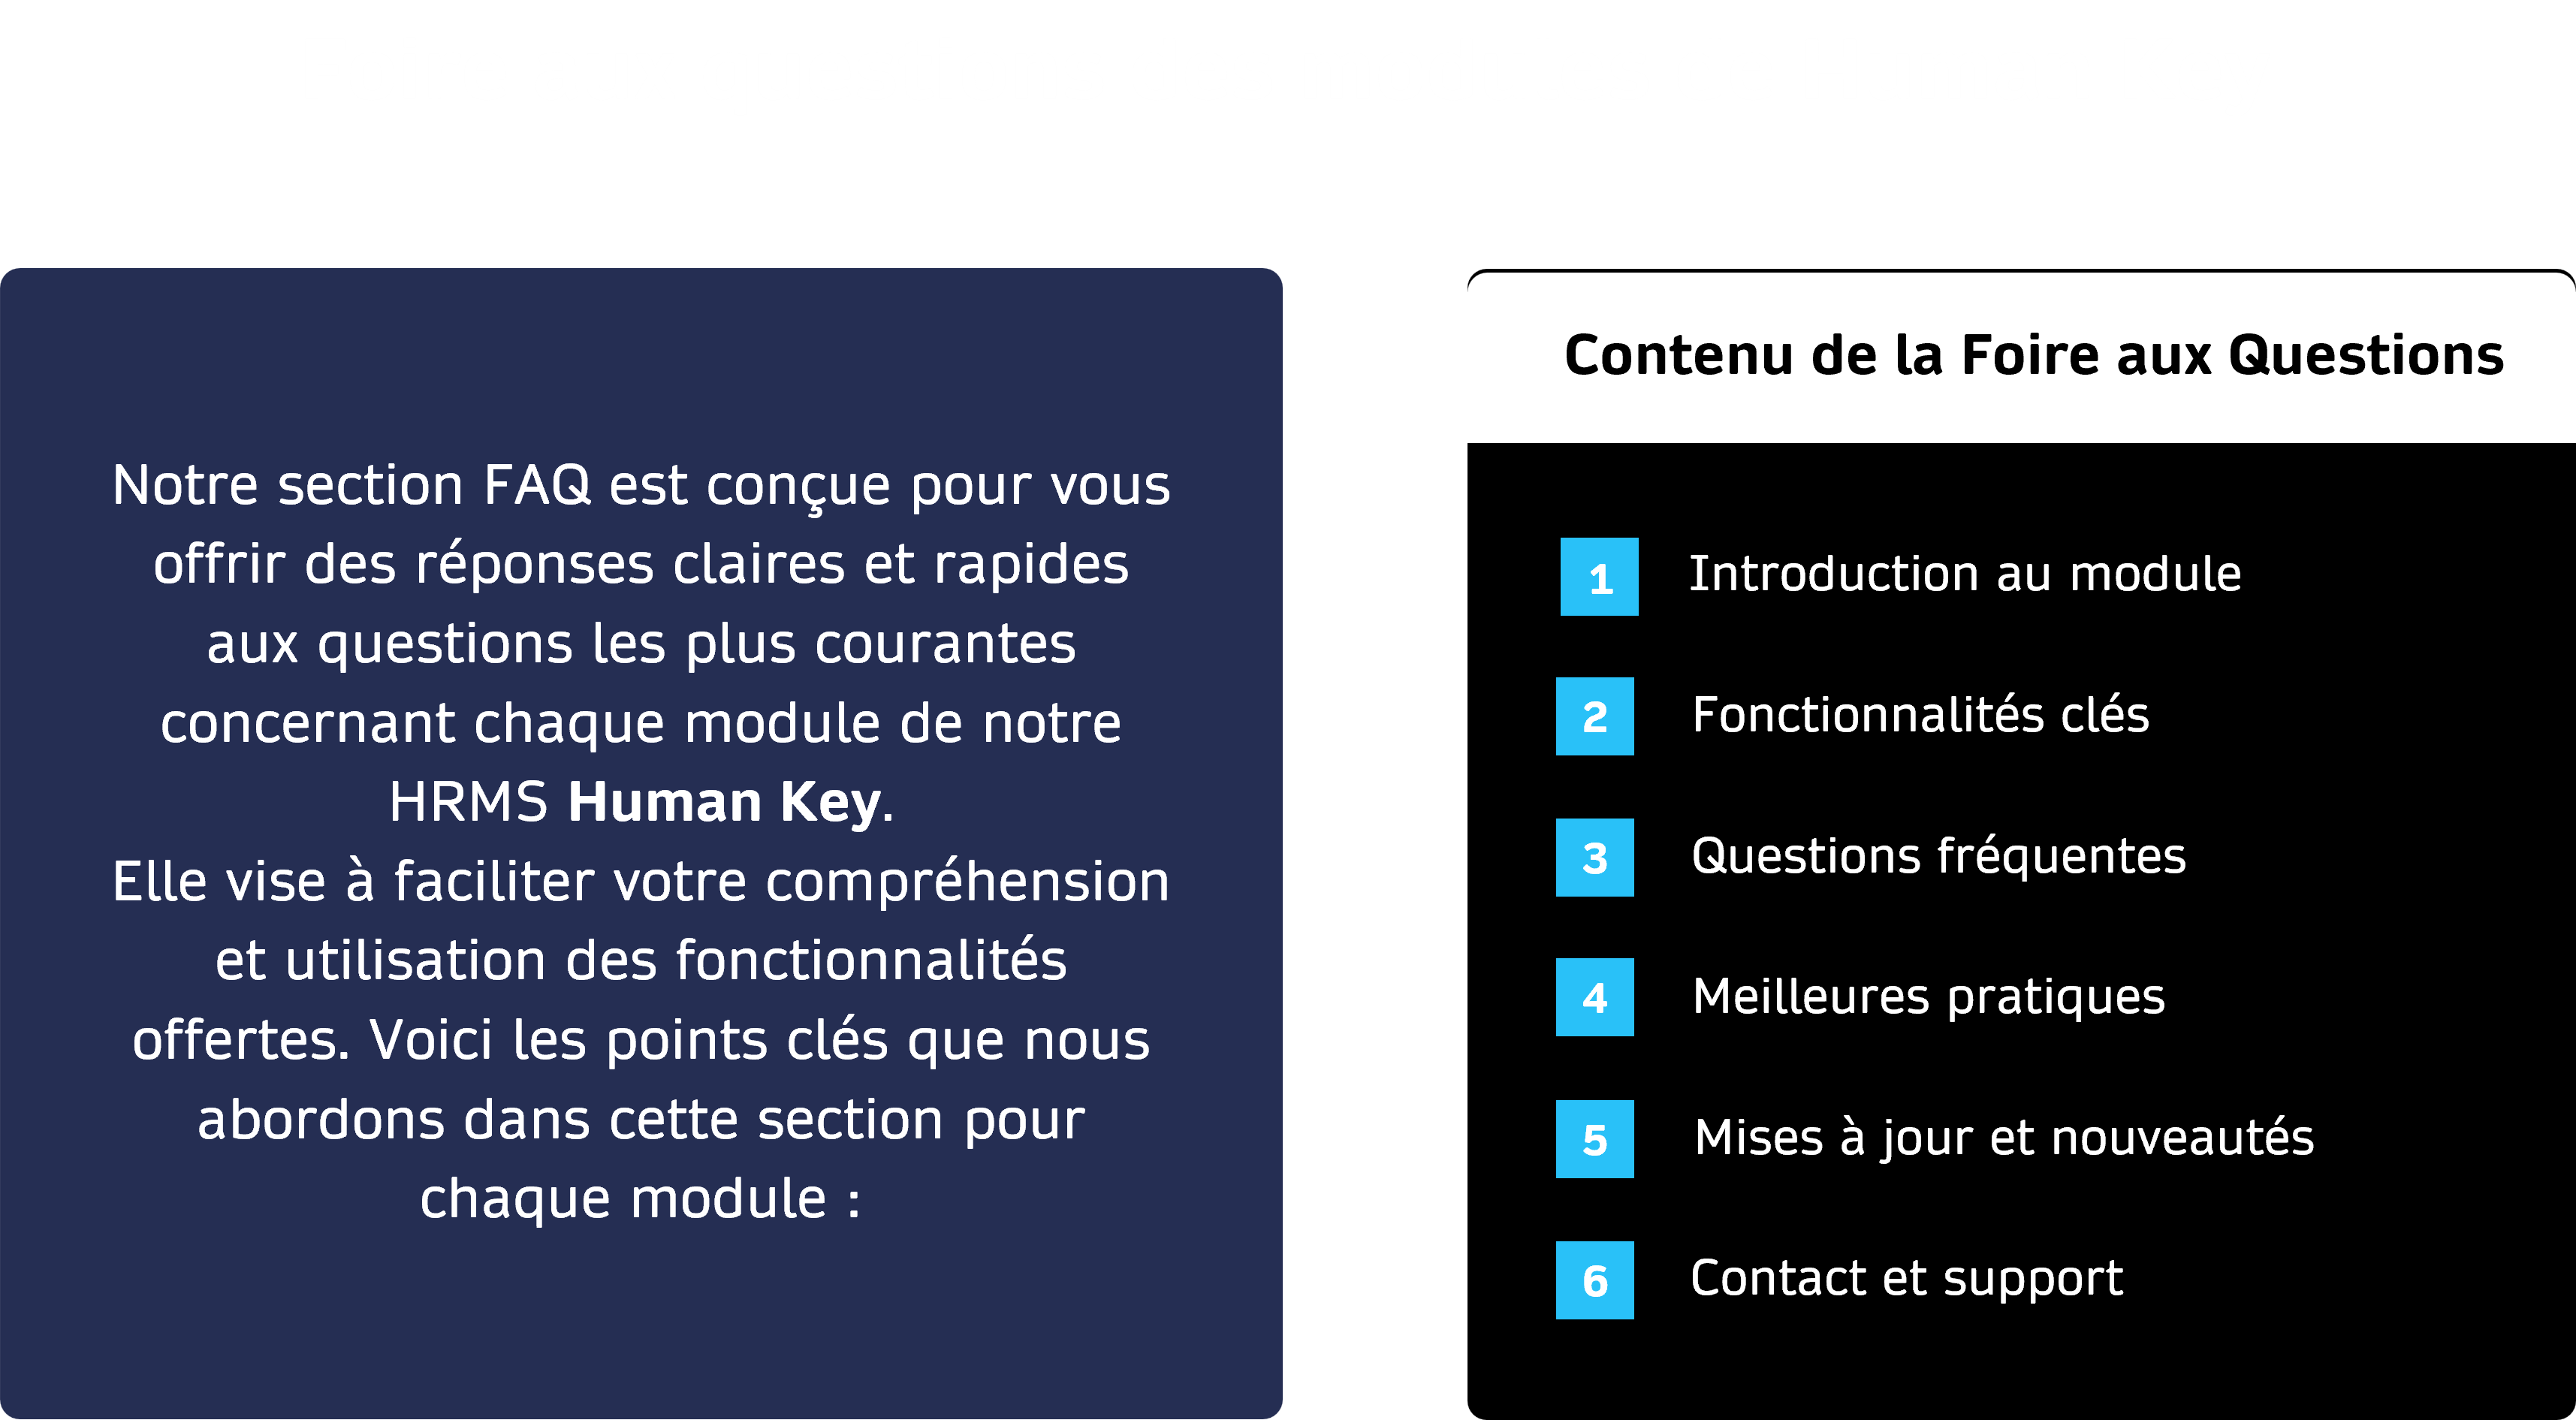 Notre section FAQ est conçue pour vous
offrir des réponses claires et rapides
aux questions les plus courantes
concernant chaque module de notre
HRMS Human Key.
Elle vise à faciliter votre compréhension
et utilisation des fonctionnalités
offertes. Voici les points clés que nous
abordons dans cette section pour
chaque module :
Contenu de la Foire aux Questions
1 Introduction au module
2 Fonctionnalités clés
3 Questions fréquentes
4 Meilleures pratiques
5 Mises à jour et nouveautés
6 Contact et support